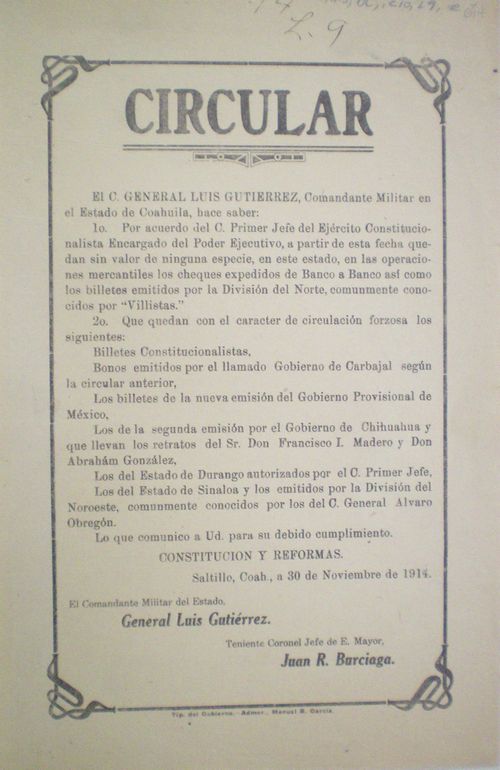 L. 9
CIRCULAR
El C. GENERAL LUIS GUTIERREZ, Comandante Militar en
el Estado de Coahuila, hace saber:
1o. Por acuerdo del C. Primer Jefe del Ejército Constitucio-
nalista Encargado del Poder Ejecutivo, a partir de esta fecha que-
dan sin valor de ninguna especie, en este estado, en las operacio-
nes mercantiles los cheques expedidos de Banco a Banco así como
los billetes emitidos por la División del Norte, comunmente cono-
cidos por "Villistas."
2o. Que quedan con el caracter de circulación forzosa los
siguientes:
Billetes Constitucionalistas,
Bonos emitidos por el llamado Gobierno de Carbajal según
la circular anterior,
Los billetes de la nueva emisión del Gobierno Provisional de
México,
Los de la segunda emisión por el Gobierno de Chihuahua y
que llevan los retratos del Sr. Don Francisco I. Madero y Don
Abrahám González,
Los del Estado de Durango autorizados por el C. Primer Jefe,
Los del Estado de Sinaloa y los emitidos por la División del
Noroeste, comunmente conocidos por los del C. General Alvaro
Obregón.
Lo que comunico a Ud. para su debido cumplimiento.
CONSTITUCION Y REFORMAS.
Saltillo, Coah., a 30 de Noviembre de 1914.
El Comandante Militar del Estado,
General Luis Gutiérrez.
Teniente Coronel Jefe de E. Mayor,
Juan R. Barciaga.
Tip. del Gobierno. Admor., Manuel B. García.